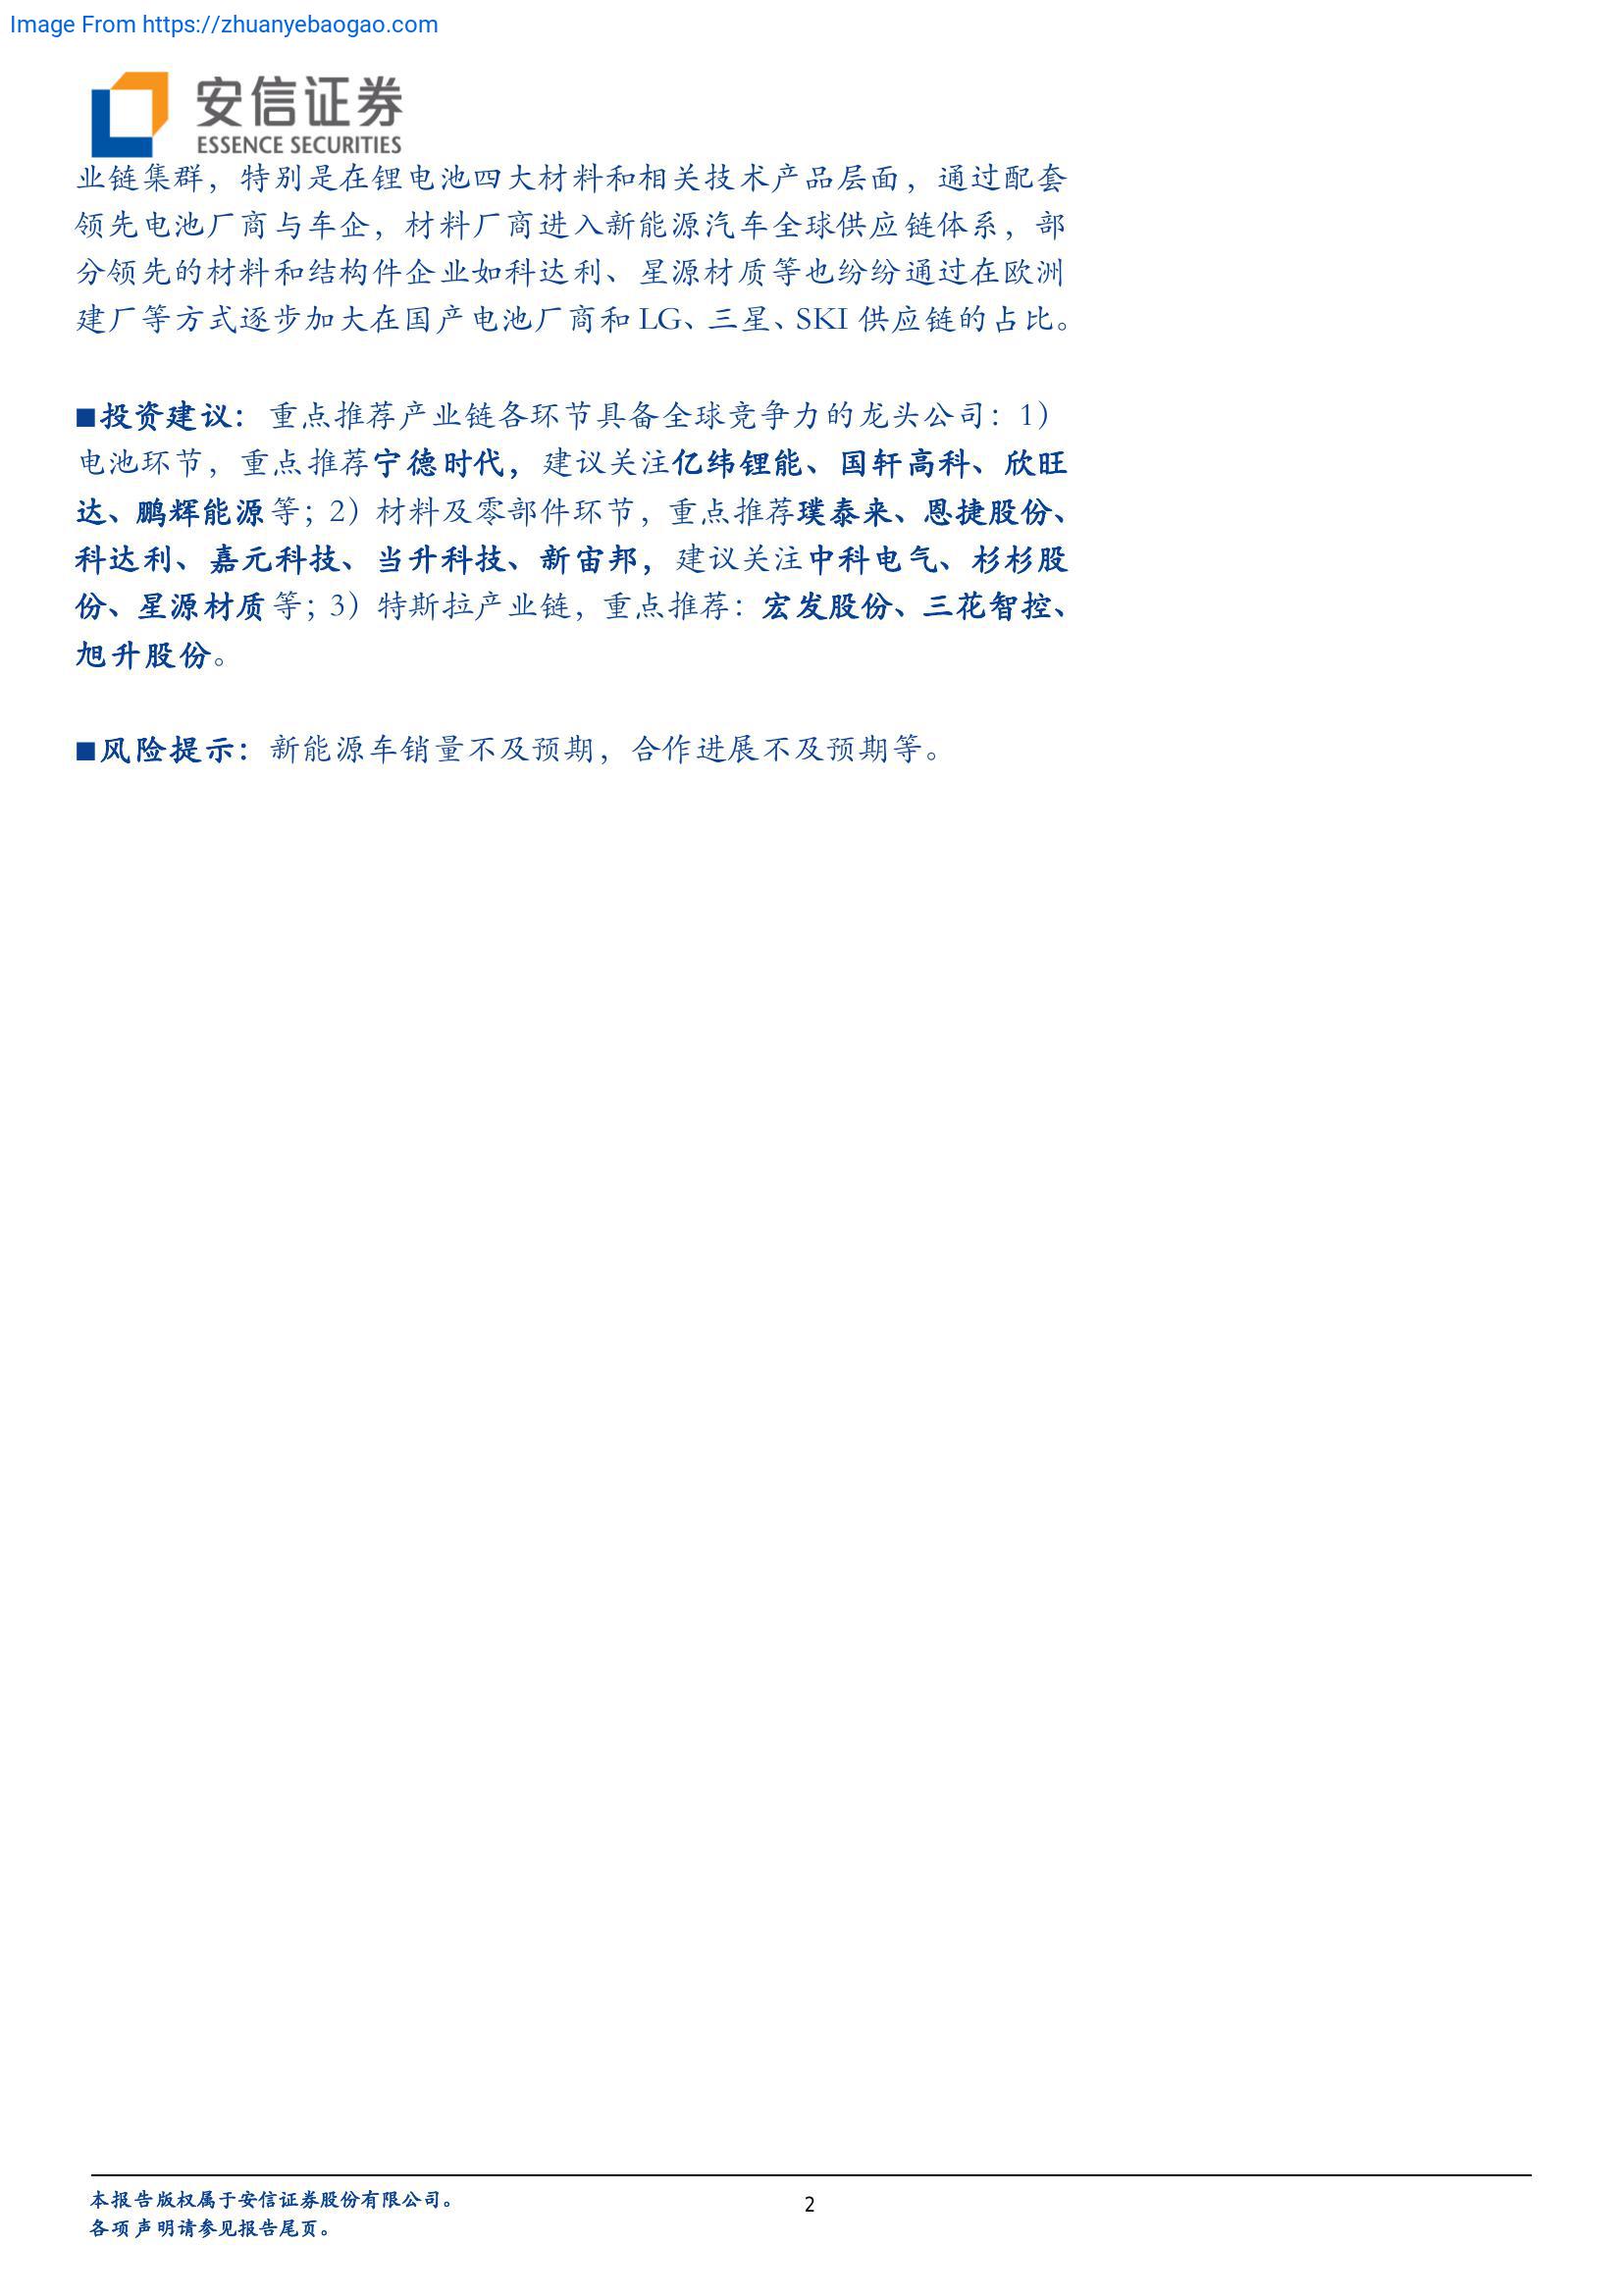 Image From https://zhuanyebaogao.com
安信证券
ESSENCE SECURITIES
业链集群，特别是在锂电池四大材料和相关技术产品层面，通过配套
领先电池厂商与车企，材料厂商进入新能源汽车全球供应链体系，部
分领先的材料和结构件企业如科达利、星源材质等也纷纷通过在欧洲
建厂等方式逐步加大在国产电池厂商和 LG、三星、SKI 供应链的占比。
■投资建议：重点推荐产业链各环节具备全球竞争力的龙头公司：1）
电池环节，重点推荐宁德时代，建议关注亿纬锂能、国轩高科、欣旺
达、鹏辉能源等；2）材料及零部件环节，重点推荐璞泰来、恩捷股份、
科达利、嘉元科技、当升科技、新宙邦，建议关注中科电气、杉杉股
份、星源材质等；3）特斯拉产业链，重点推荐：宏发股份、三花智控、
旭升股份。
■风险提示：新能源车销量不及预期，合作进展不及预期等。
本报告版权属于安信证券股份有限公司。
2
各项声明请参见报告尾页。